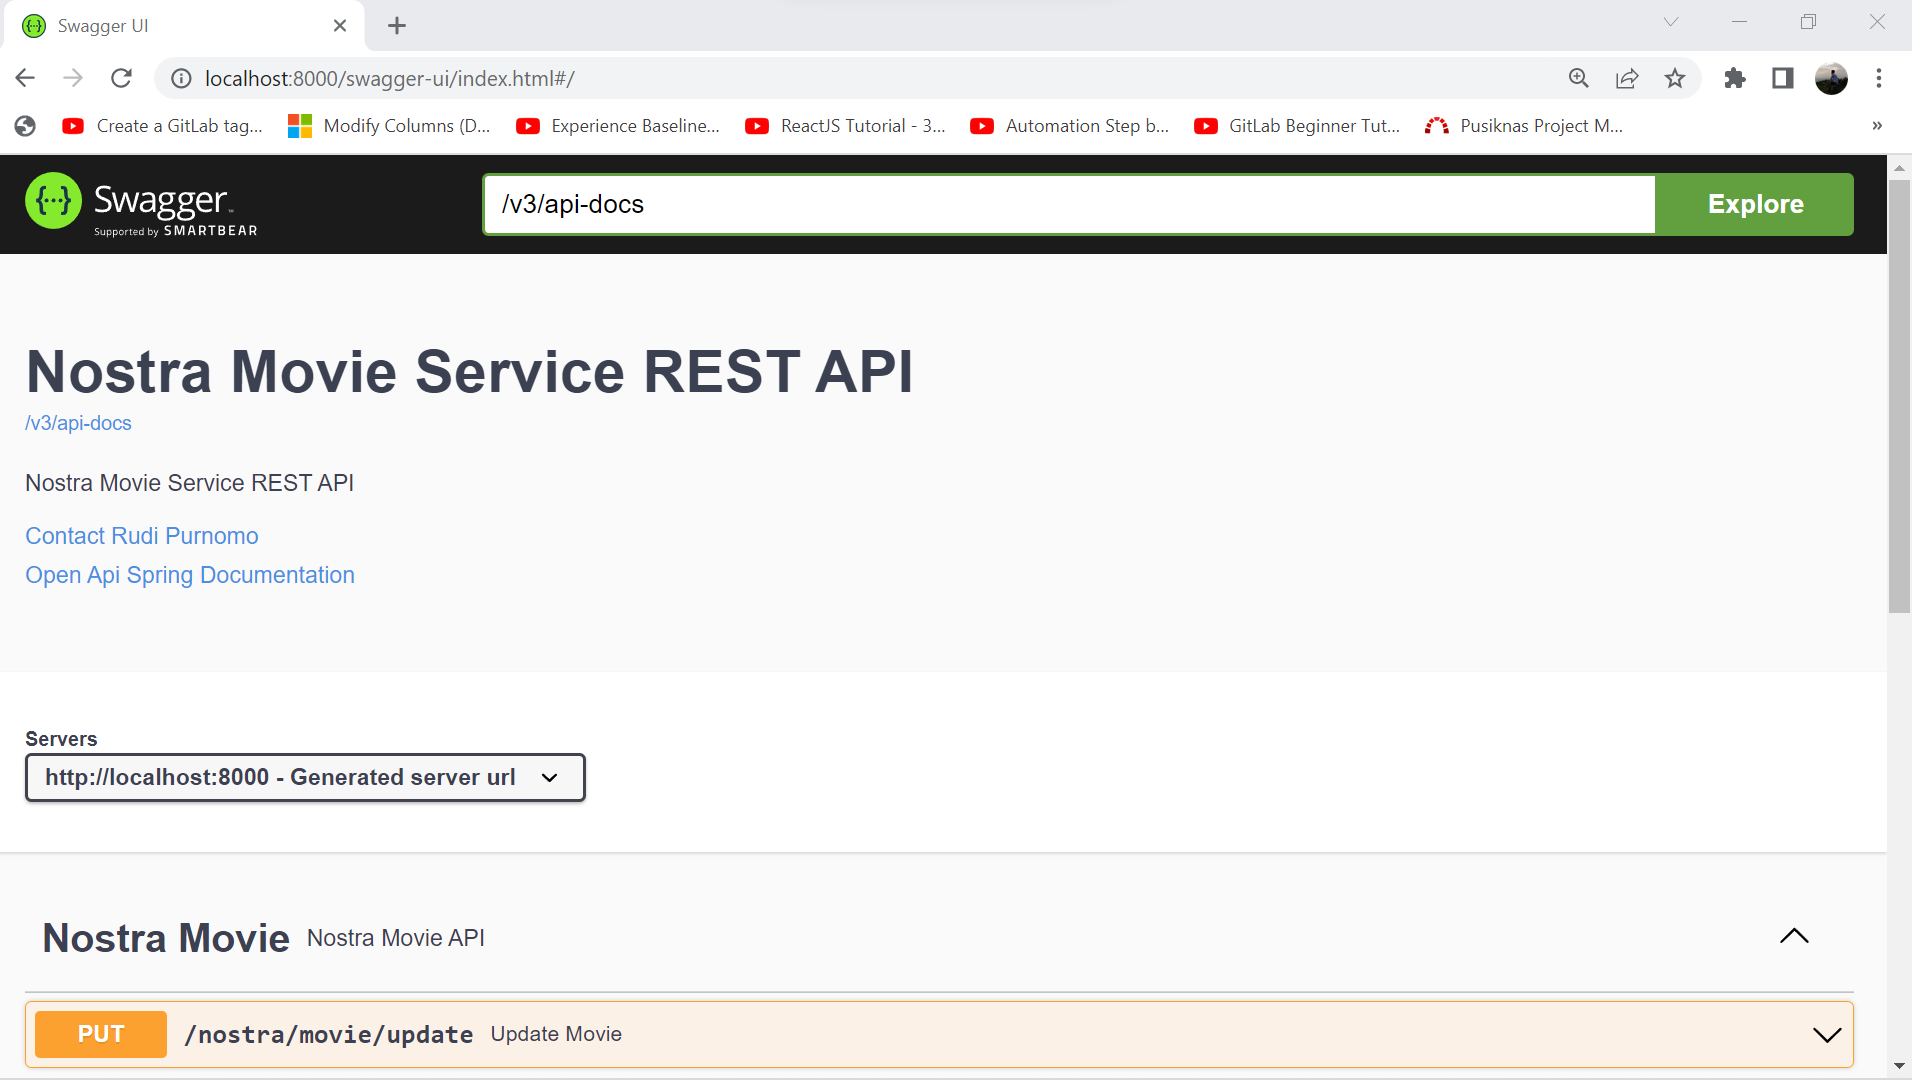 Swagger UI
localhost:8000/swagger-ui/index.html#/
Create a GitLab tag...
Modify Columns (D...
Experience Baseline...
ReactJS Tutorial - 3...
Automation Step b...
GitLab Beginner Tut...
Pusiknas Project M...
»
Swagger™
Supported by SMARTBEAR
/v3/api-docs
Explore
Nostra Movie Service REST API
/v3/api-docs
Nostra Movie Service REST API
Contact Rudi Purnomo
Open Api Spring Documentation
Servers
http://localhost:8000 - Generated server url
Nostra Movie Nostra Movie API
PUT /nostra/movie/update Update Movie